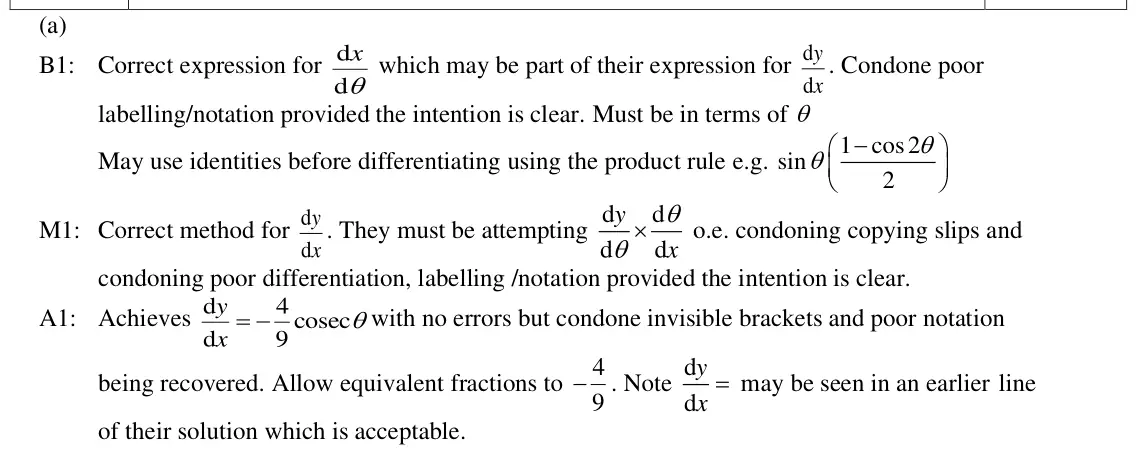 (a)
B1: Correct expression for dx/dθ which may be part of their expression for dy/dx. Condone poor
labelling/notation provided the intention is clear. Must be in terms of θ
May use identities before differentiating using the product rule e.g. sin θ((1 − cos 2θ)/2)
M1: Correct method for dy/dx. They must be attempting dy/dθ × dθ/dx o.e. condoning copying slips and
condoning poor differentiation, labelling /notation provided the intention is clear.
A1: Achieves dy/dx = −4/9 cosec θ with no errors but condone invisible brackets and poor notation
being recovered. Allow equivalent fractions to −4/9. Note dy/dx = may be seen in an earlier line
of their solution which is acceptable.